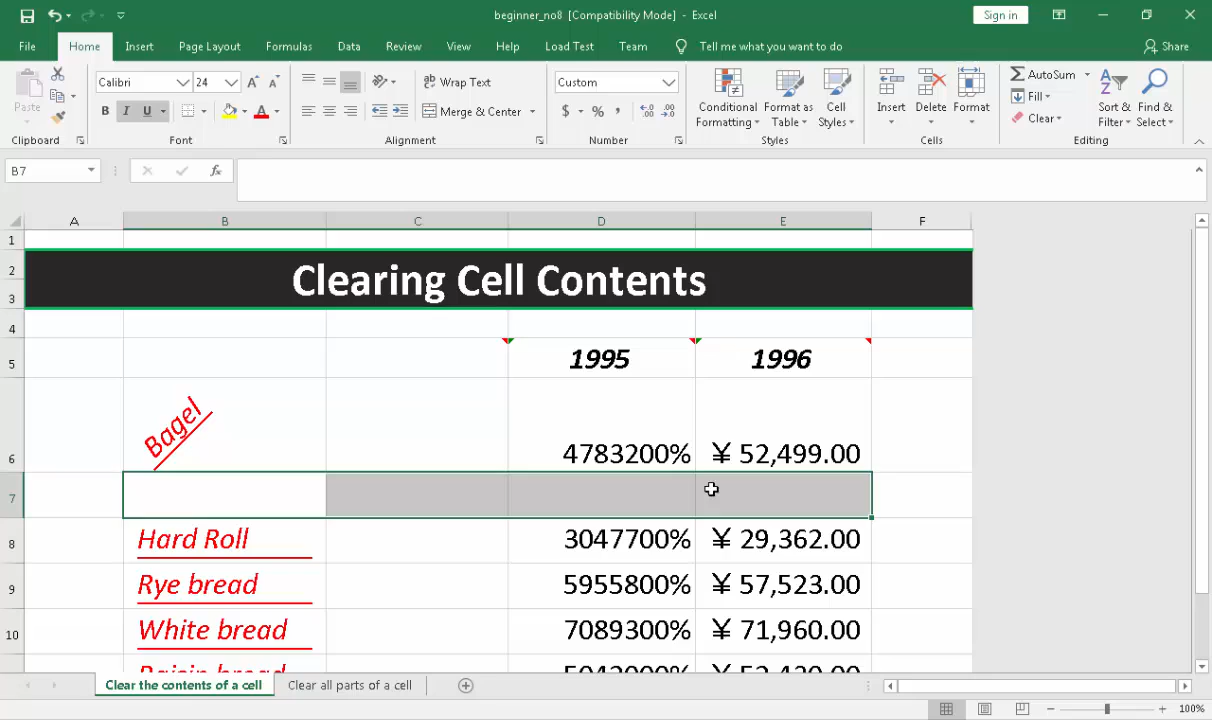 beginner_no8 [Compatibility Mode] - Excel
Sign in
File Home Insert Page Layout Formulas Data Review View Help Load Test Team Tell me what you want to do Share
Paste
Calibri 24
B I U
Wrap Text
Merge & Center
Custom
$ %
Conditional Formatting
Format as Table
Cell Styles
Insert
Delete
Format
AutoSum
Fill
Clear
Sort & Filter
Find & Select
Clipboard Font Alignment Number Styles Cells Editing
B7 fx
A B C D E F
1
2
3
Clearing Cell Contents
4
5 1995 1996
6 Bagel 4783200% ¥ 52,499.00
7
8 Hard Roll 3047700% ¥ 29,362.00
9 Rye bread 5955800% ¥ 57,523.00
10 White bread 7089300% ¥ 71,960.00
Clear the contents of a cell Clear all parts of a cell
100%